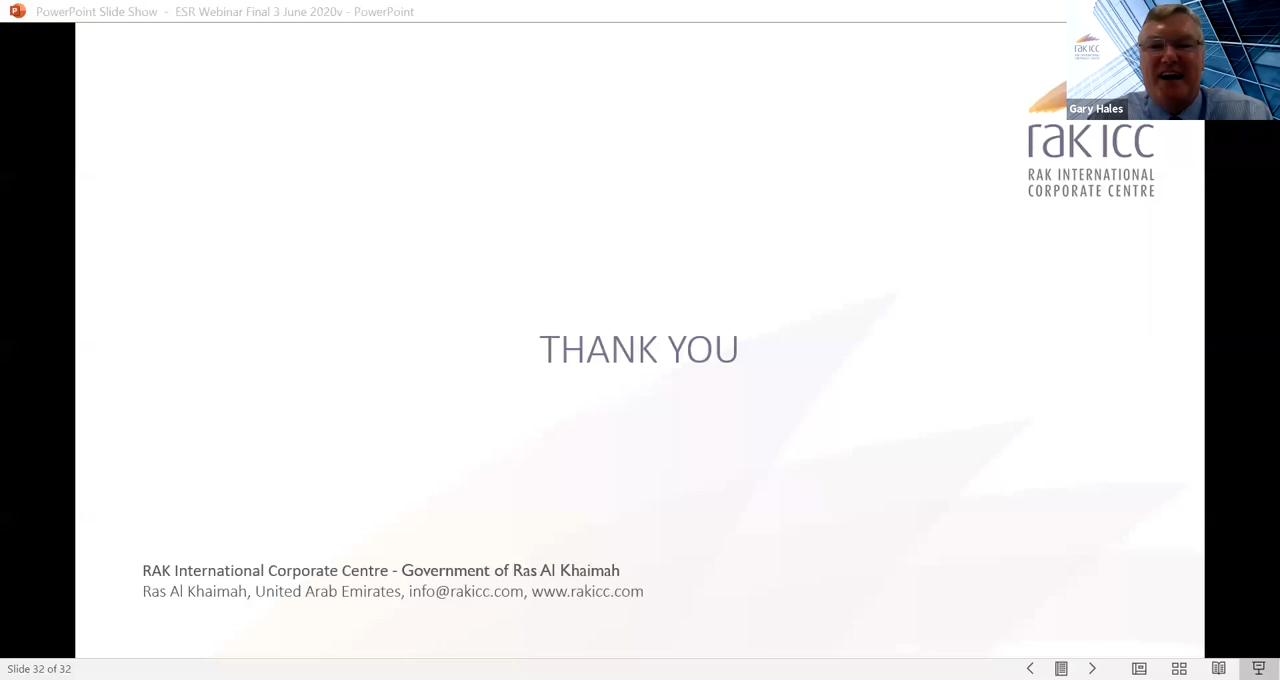 PowerPoint Slide Show - ESR Webinar Final 3 June 2020v - PowerPoint
rak icc
Gary Hales
rak icc
RAK INTERNATIONAL
CORPORATE CENTRE
THANK YOU
RAK International Corporate Centre - Government of Ras Al Khaimah
Ras Al Khaimah, United Arab Emirates, info@rakicc.com, www.rakicc.com
Slide 32 of 32